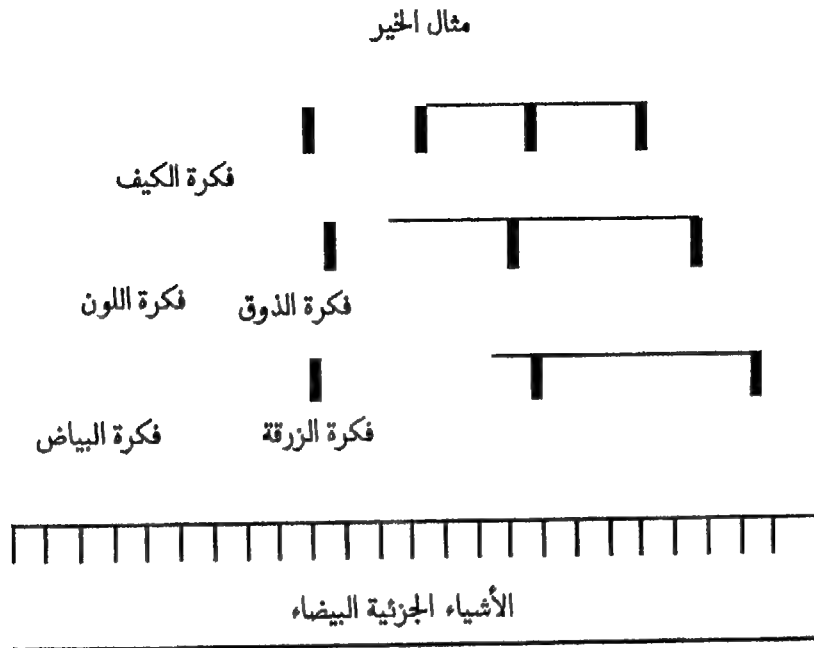 مثال الخير
فكرة الكيف
فكرة الذوق
فكرة اللون
فكرة الزرقة
فكرة البياض
الأشياء الجزئية البيضاء